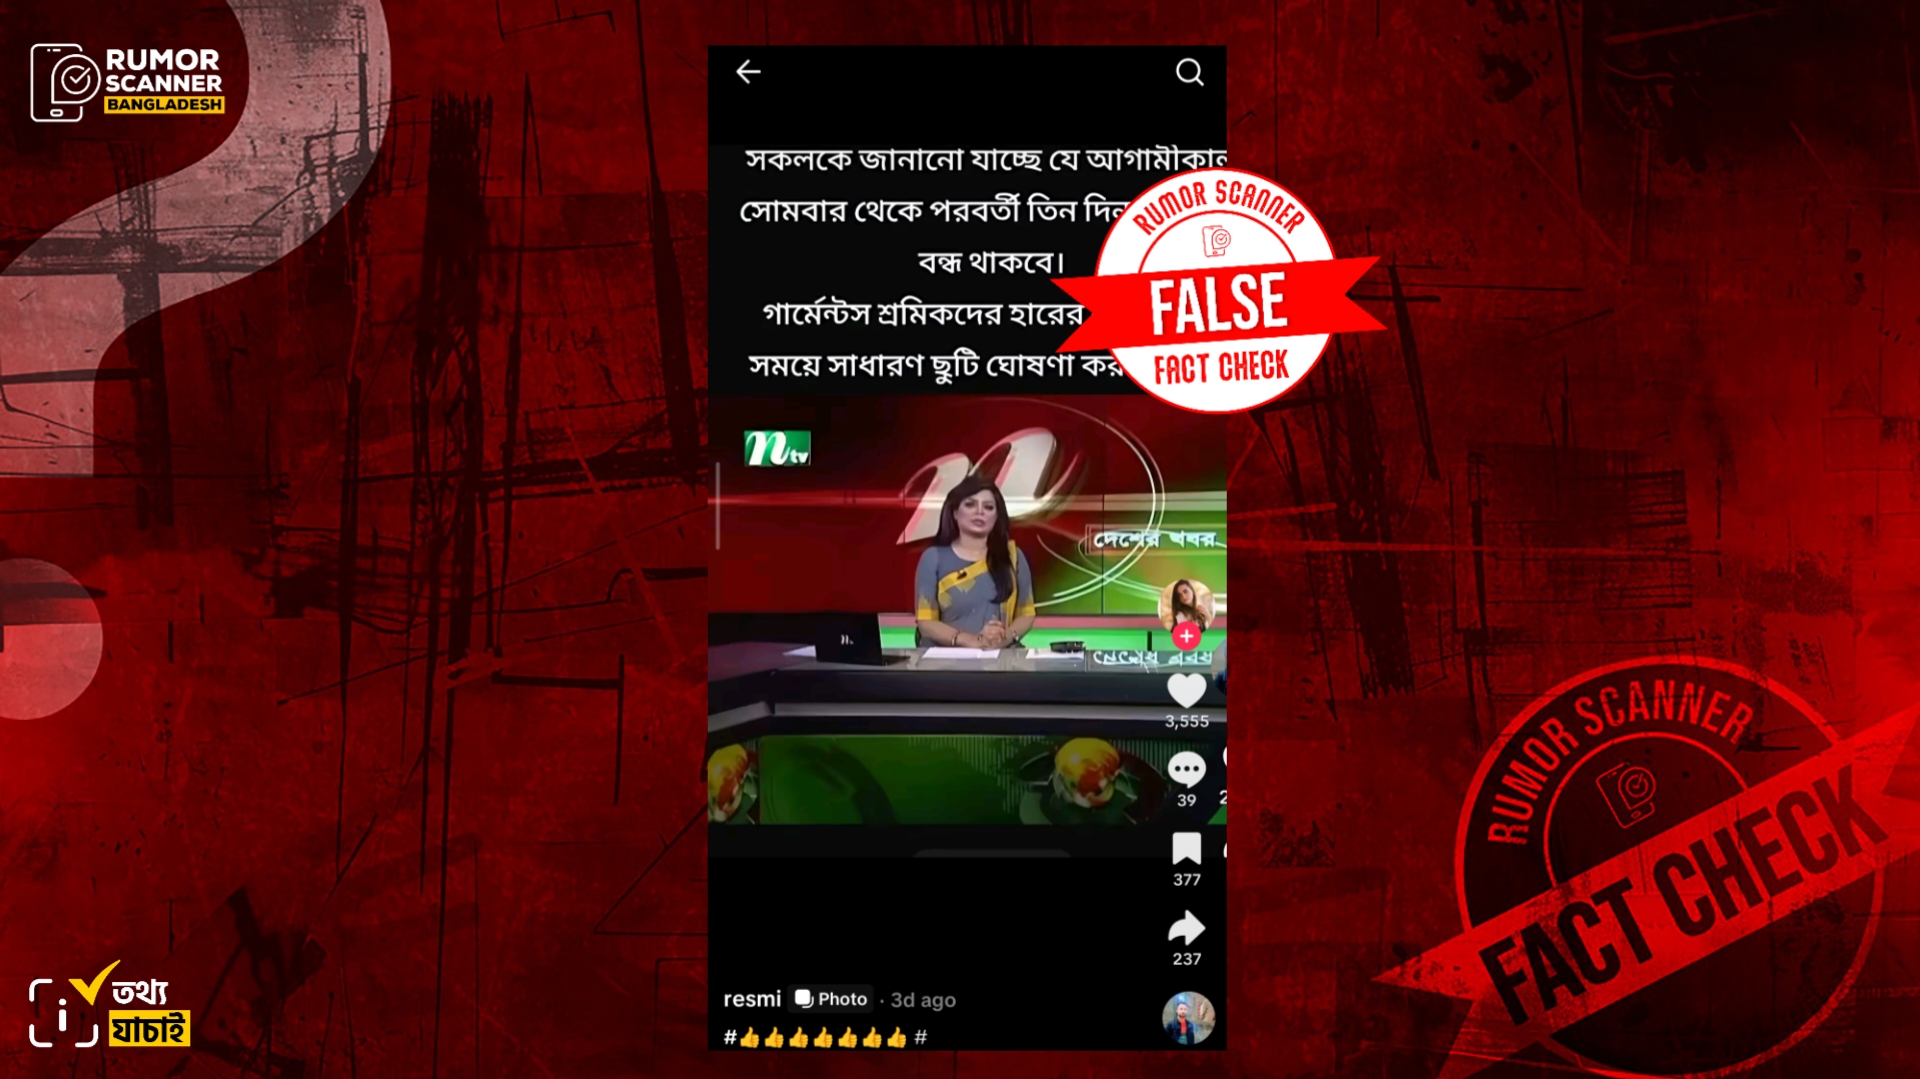 RUMOR
SCANNER
BANGLADESH
সকলকে জানানো যাচ্ছে যে আগামীকাল
সোমবার থেকে পরবর্তী তিন দিন
বন্ধ থাকবে।
গার্মেন্টস শ্রমিকদের হারের
সময়ে সাধারণ ছুটি ঘোষণা
RUMOR SCANNER
FALSE
FACT CHECK
ntv
দেশের খবর
3,555
39
377
237
resmi Photo · 3d ago
#👍👍👍👍👍👍👍 #
তথ্য
যাচাই
RUMOR SCANNER
FACT CHECK